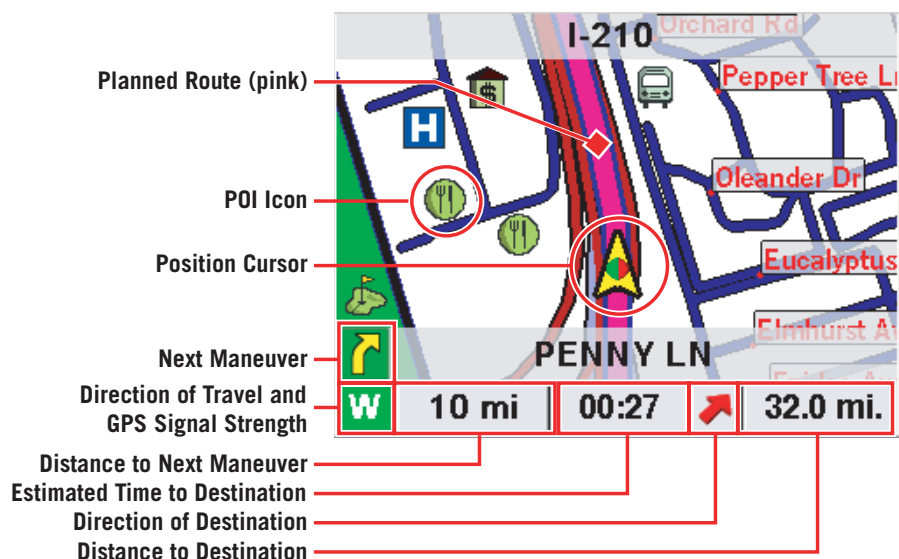 Orchard Rd
I-210
Planned Route (pink)
$
Pepper Tree
H
Oleander Dr
POI Icon
Position Cursor
Eucalyptus
Elmhurst
Next Maneuver
PENNY LN
Direction of Travel and
GPS Signal Strength
W
10 mi
00:27
32.0 mi.
Distance to Next Maneuver
Estimated Time to Destination
Direction of Destination
Distance to Destination